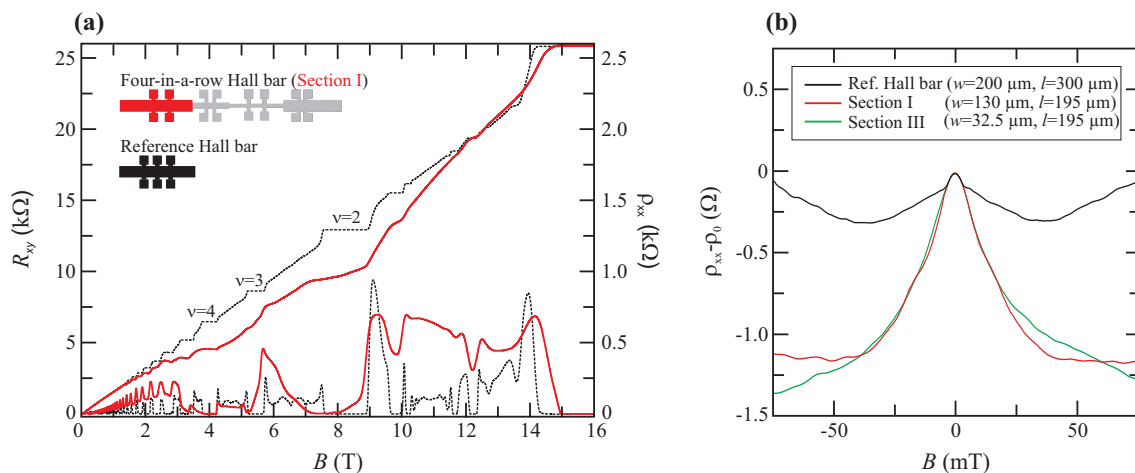 (a)
Four-in-a-row Hall bar (Section I)
Reference Hall bar
ν=4
ν=3
ν=2
25
20
15
10
5
0
R_xy (kΩ)
2.5
2.0
1.5
1.0
0.5
0
ρ_xx (kΩ)
0 2 4 6 8 10 12 14 16
B (T)
(b)
Ref. Hall bar (w=200 µm, l=300 µm)
Section I (w=130 µm, l=195 µm)
Section III (w=32.5 µm, l=195 µm)
0.5
0
-0.5
-1.0
-1.5
ρ_xx-ρ_0 (Ω)
-50 0 50
B (mT)